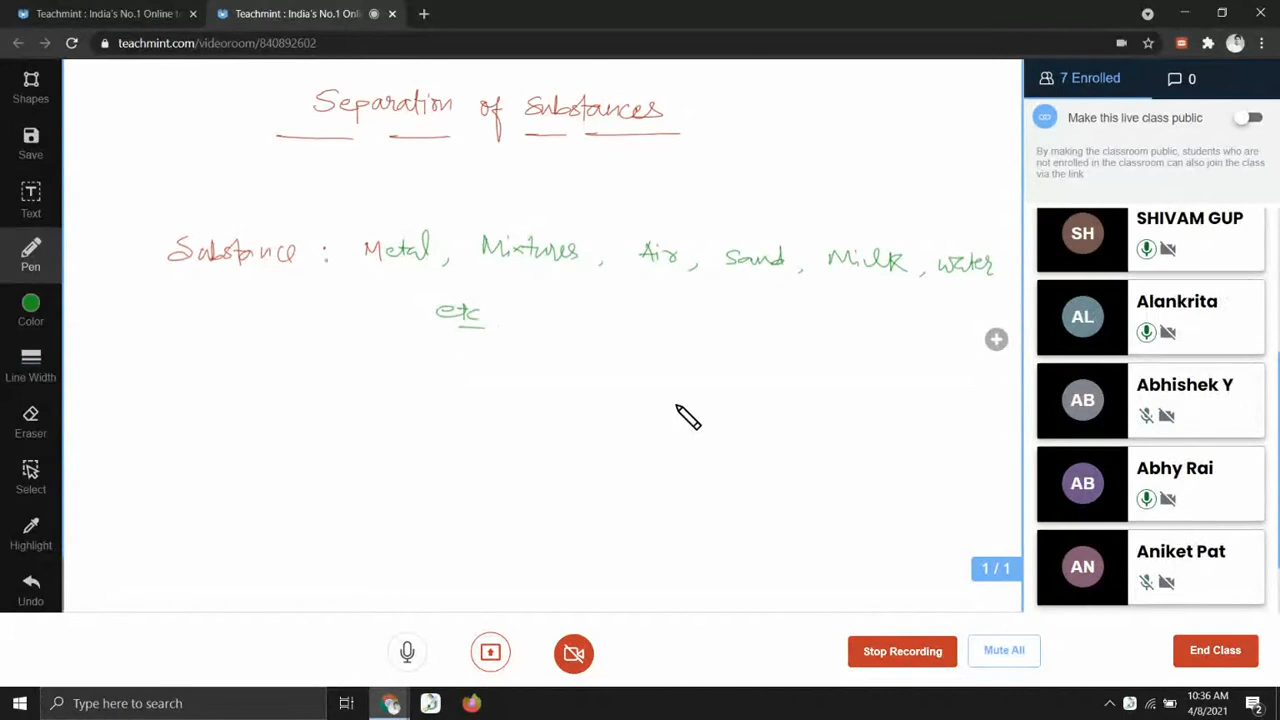 Teachmint : India's No.1 Online t
Teachmint : India's No.1 Onli
teachmint.com/videoroom/840892602
Shapes
Save
Text
Pen
Color
Line Width
Eraser
Select
Highlight
Undo
Separation of Substances
Substance : Metal, Mixtures, Air, Sand, Milk, water
etc
1 / 1
7 Enrolled
0
Make this live class public
By making the classroom public, students who are
not enrolled in the classroom can also join the class
via the link
SH
SHIVAM GUP
AL
Alankrita
AB
Abhishek Y
AB
Abhy Rai
AN
Aniket Pat
Stop Recording
Mute All
End Class
Type here to search
10:36 AM
4/8/2021
2